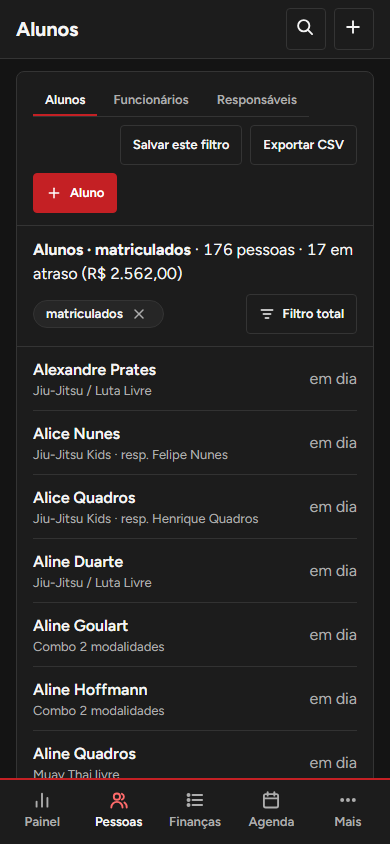 Alunos
Alunos Funcionários Responsáveis
Salvar este filtro Exportar CSV
+ Aluno
Alunos · matriculados · 176 pessoas · 17 em
atraso (R$ 2.562,00)
matriculados ×
Filtro total
Alexandre Prates
Jiu-Jitsu / Luta Livre
em dia
Alice Nunes
Jiu-Jitsu Kids · resp. Felipe Nunes
em dia
Alice Quadros
Jiu-Jitsu Kids · resp. Henrique Quadros
em dia
Aline Duarte
Jiu-Jitsu / Luta Livre
em dia
Aline Goulart
Combo 2 modalidades
em dia
Aline Hoffmann
Combo 2 modalidades
em dia
Aline Quadros
Muay Thai livre
em dia
Painel Pessoas Finanças Agenda Mais